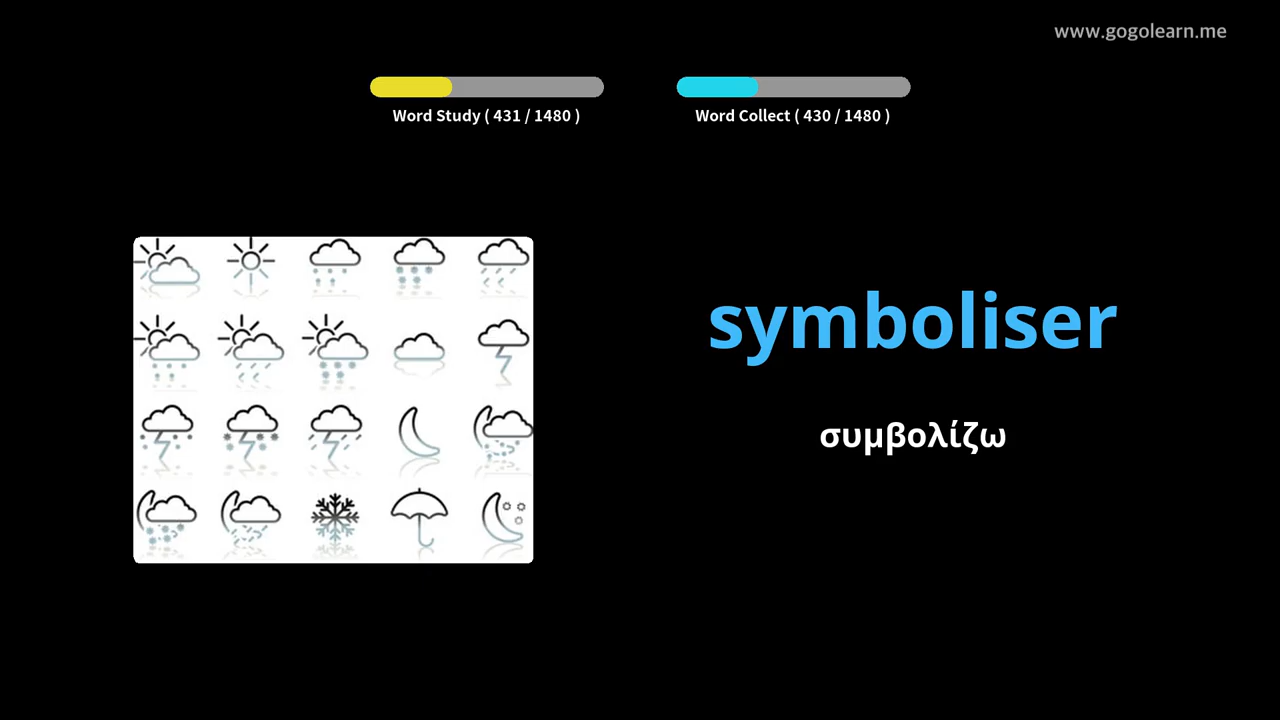 www.gogolearn.me
Word Study ( 431 / 1480 )
Word Collect ( 430 / 1480 )
symboliser
συμβολίζω